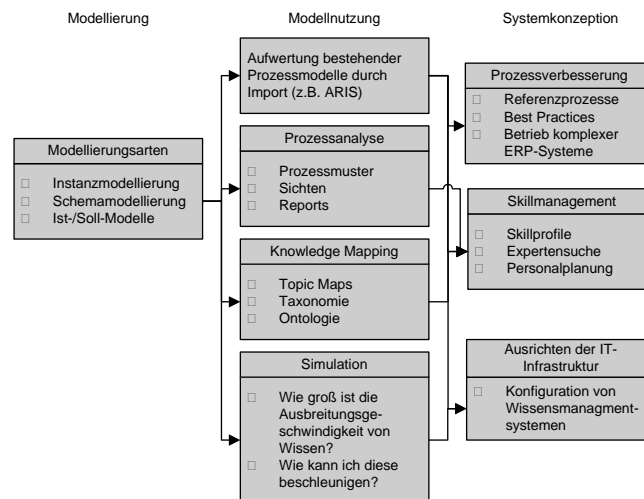 Modellierung
Modellnutzung
Systemkonzeption
Modellierungsarten
Instanzmodellierung
Schemamodellierung
Ist-/Soll-Modelle
Aufwertung bestehender
Prozessmodelle durch
Import (z.B. ARIS)
Prozessanalyse
Prozessmuster
Sichten
Reports
Knowledge Mapping
Topic Maps
Taxonomie
Ontologie
Simulation
Wie groß ist die
Ausbreitungsge-
schwindigkeit von
Wissen?
Wie kann ich diese
beschleunigen?
Prozessverbesserung
Referenzprozesse
Best Practices
Betrieb komplexer
ERP-Systeme
Skillmanagement
Skillprofile
Expertensuche
Personalplanung
Ausrichten der IT-
Infrastruktur
Konfiguration von
Wissensmanagment-
systemen